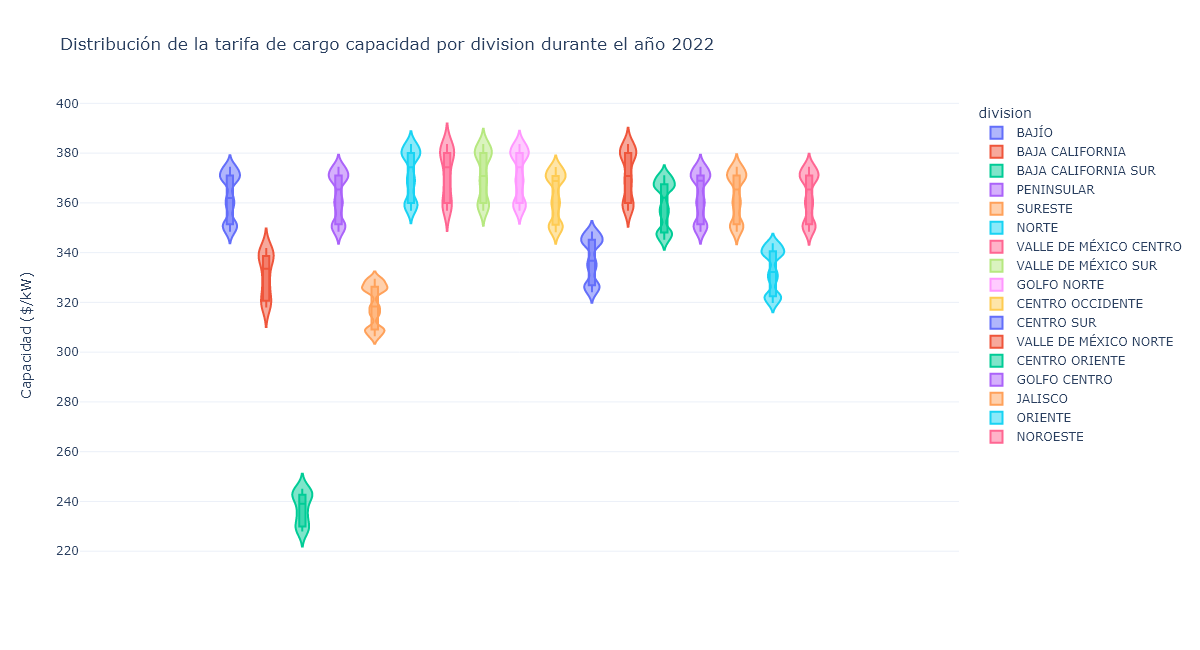 Distribución de la tarifa de cargo capacidad por division durante el año 2022
400
380
360
340
320
300
280
260
240
220
Capacidad ($/kW)
division
BAJÍO
BAJA CALIFORNIA
BAJA CALIFORNIA SUR
PENINSULAR
SURESTE
NORTE
VALLE DE MÉXICO CENTRO
VALLE DE MÉXICO SUR
GOLFO NORTE
CENTRO OCCIDENTE
CENTRO SUR
VALLE DE MÉXICO NORTE
CENTRO ORIENTE
GOLFO CENTRO
JALISCO
ORIENTE
NOROESTE